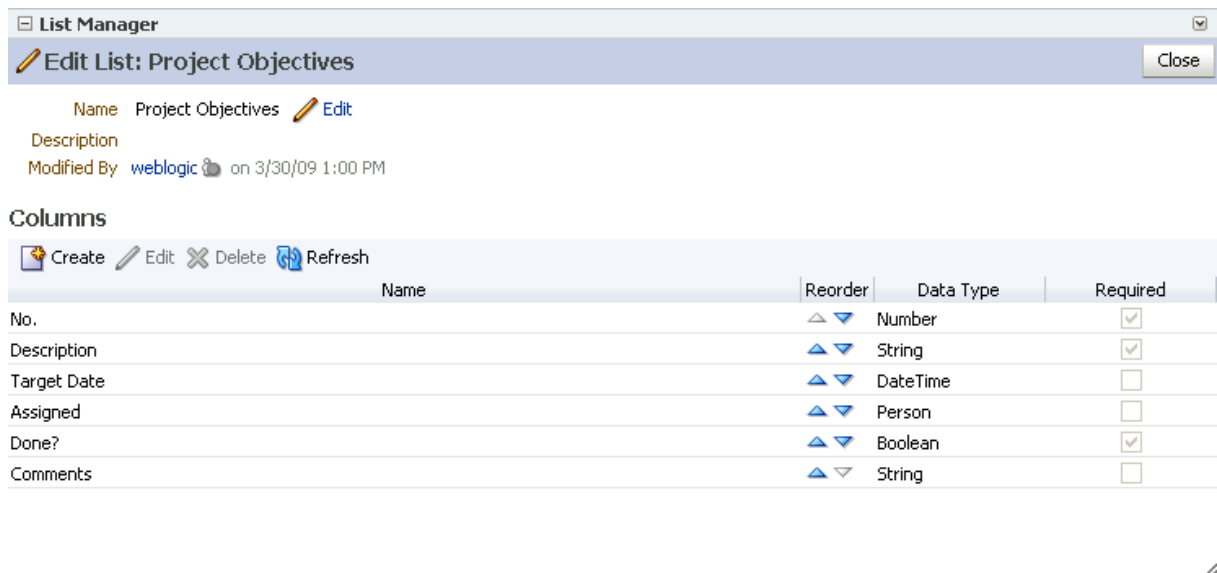 List Manager
Edit List: Project Objectives Close
Name Project Objectives Edit
Description
Modified By weblogic on 3/30/09 1:00 PM
Columns
Create Edit Delete Refresh
Name Reorder Data Type Required
No. Number
Description String
Target Date DateTime
Assigned Person
Done? Boolean
Comments String